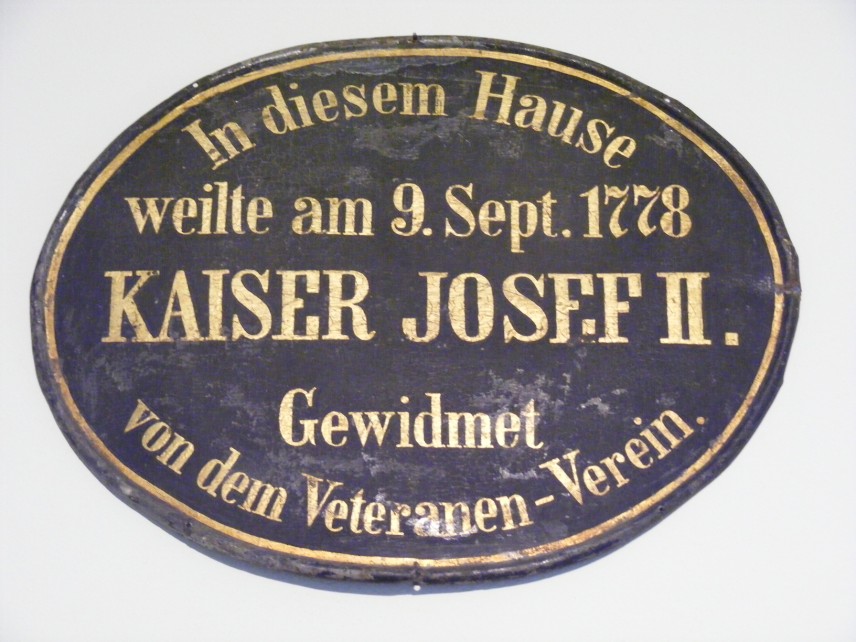 In diesem Hause
weilte am 9. Sept. 1778
KAISER JOSEF II.
Gewidmet
von dem Veteranen-Verein.